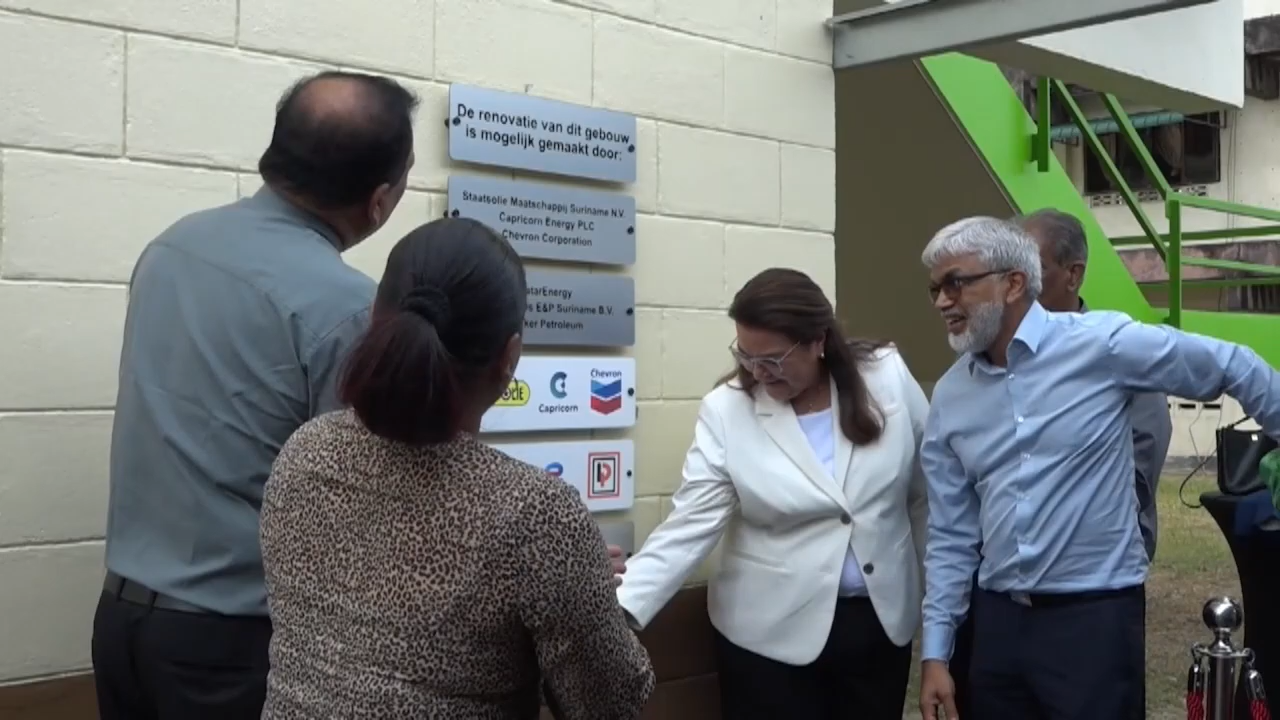 De renovatie van dit gebouw
is mogelijk gemaakt door:
Staatsolie Maatschappij Suriname N.V.
Capricorn Energy PLC
Chevron Corporation
E&P Suriname B.V.
Petroleum
Capricorn
Chevron